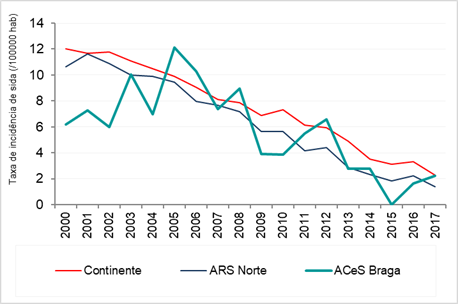 Taxa de incidência de sida (/100000 hab)
14
12
10
8
6
4
2
0
2000 2001 2002 2003 2004 2005 2006 2007 2008 2009 2010 2011 2012 2013 2014 2015 2016 2017
Continente ARS Norte ACeS Braga